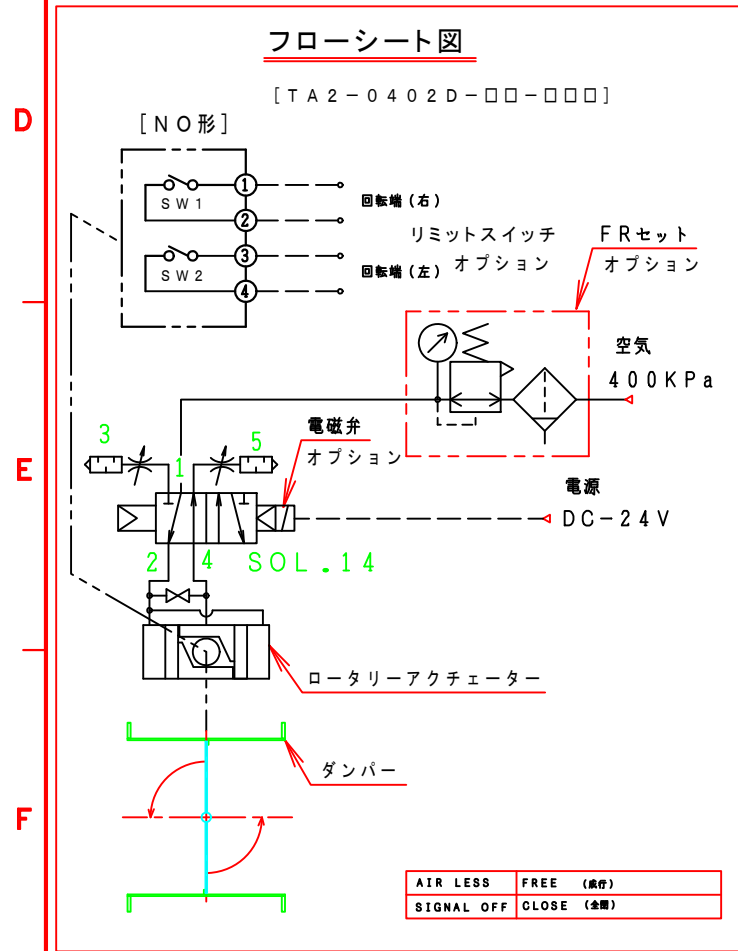 フローシート図
[TA2-0402D-□□-□□□]
D
[NO形]
1
SW1
2
回転端(右)
リミットスイッチ
オプション
3
SW2
4
回転端(左)
FRセット
オプション
空気
400KPa
電磁弁
オプション
3
1
5
E
電源
DC-24V
2
4
SOL.14
ロータリーアクチェーター
ダンパー
F
AIR LESS FREE (成行)
SIGNAL OFF CLOSE (全閉)